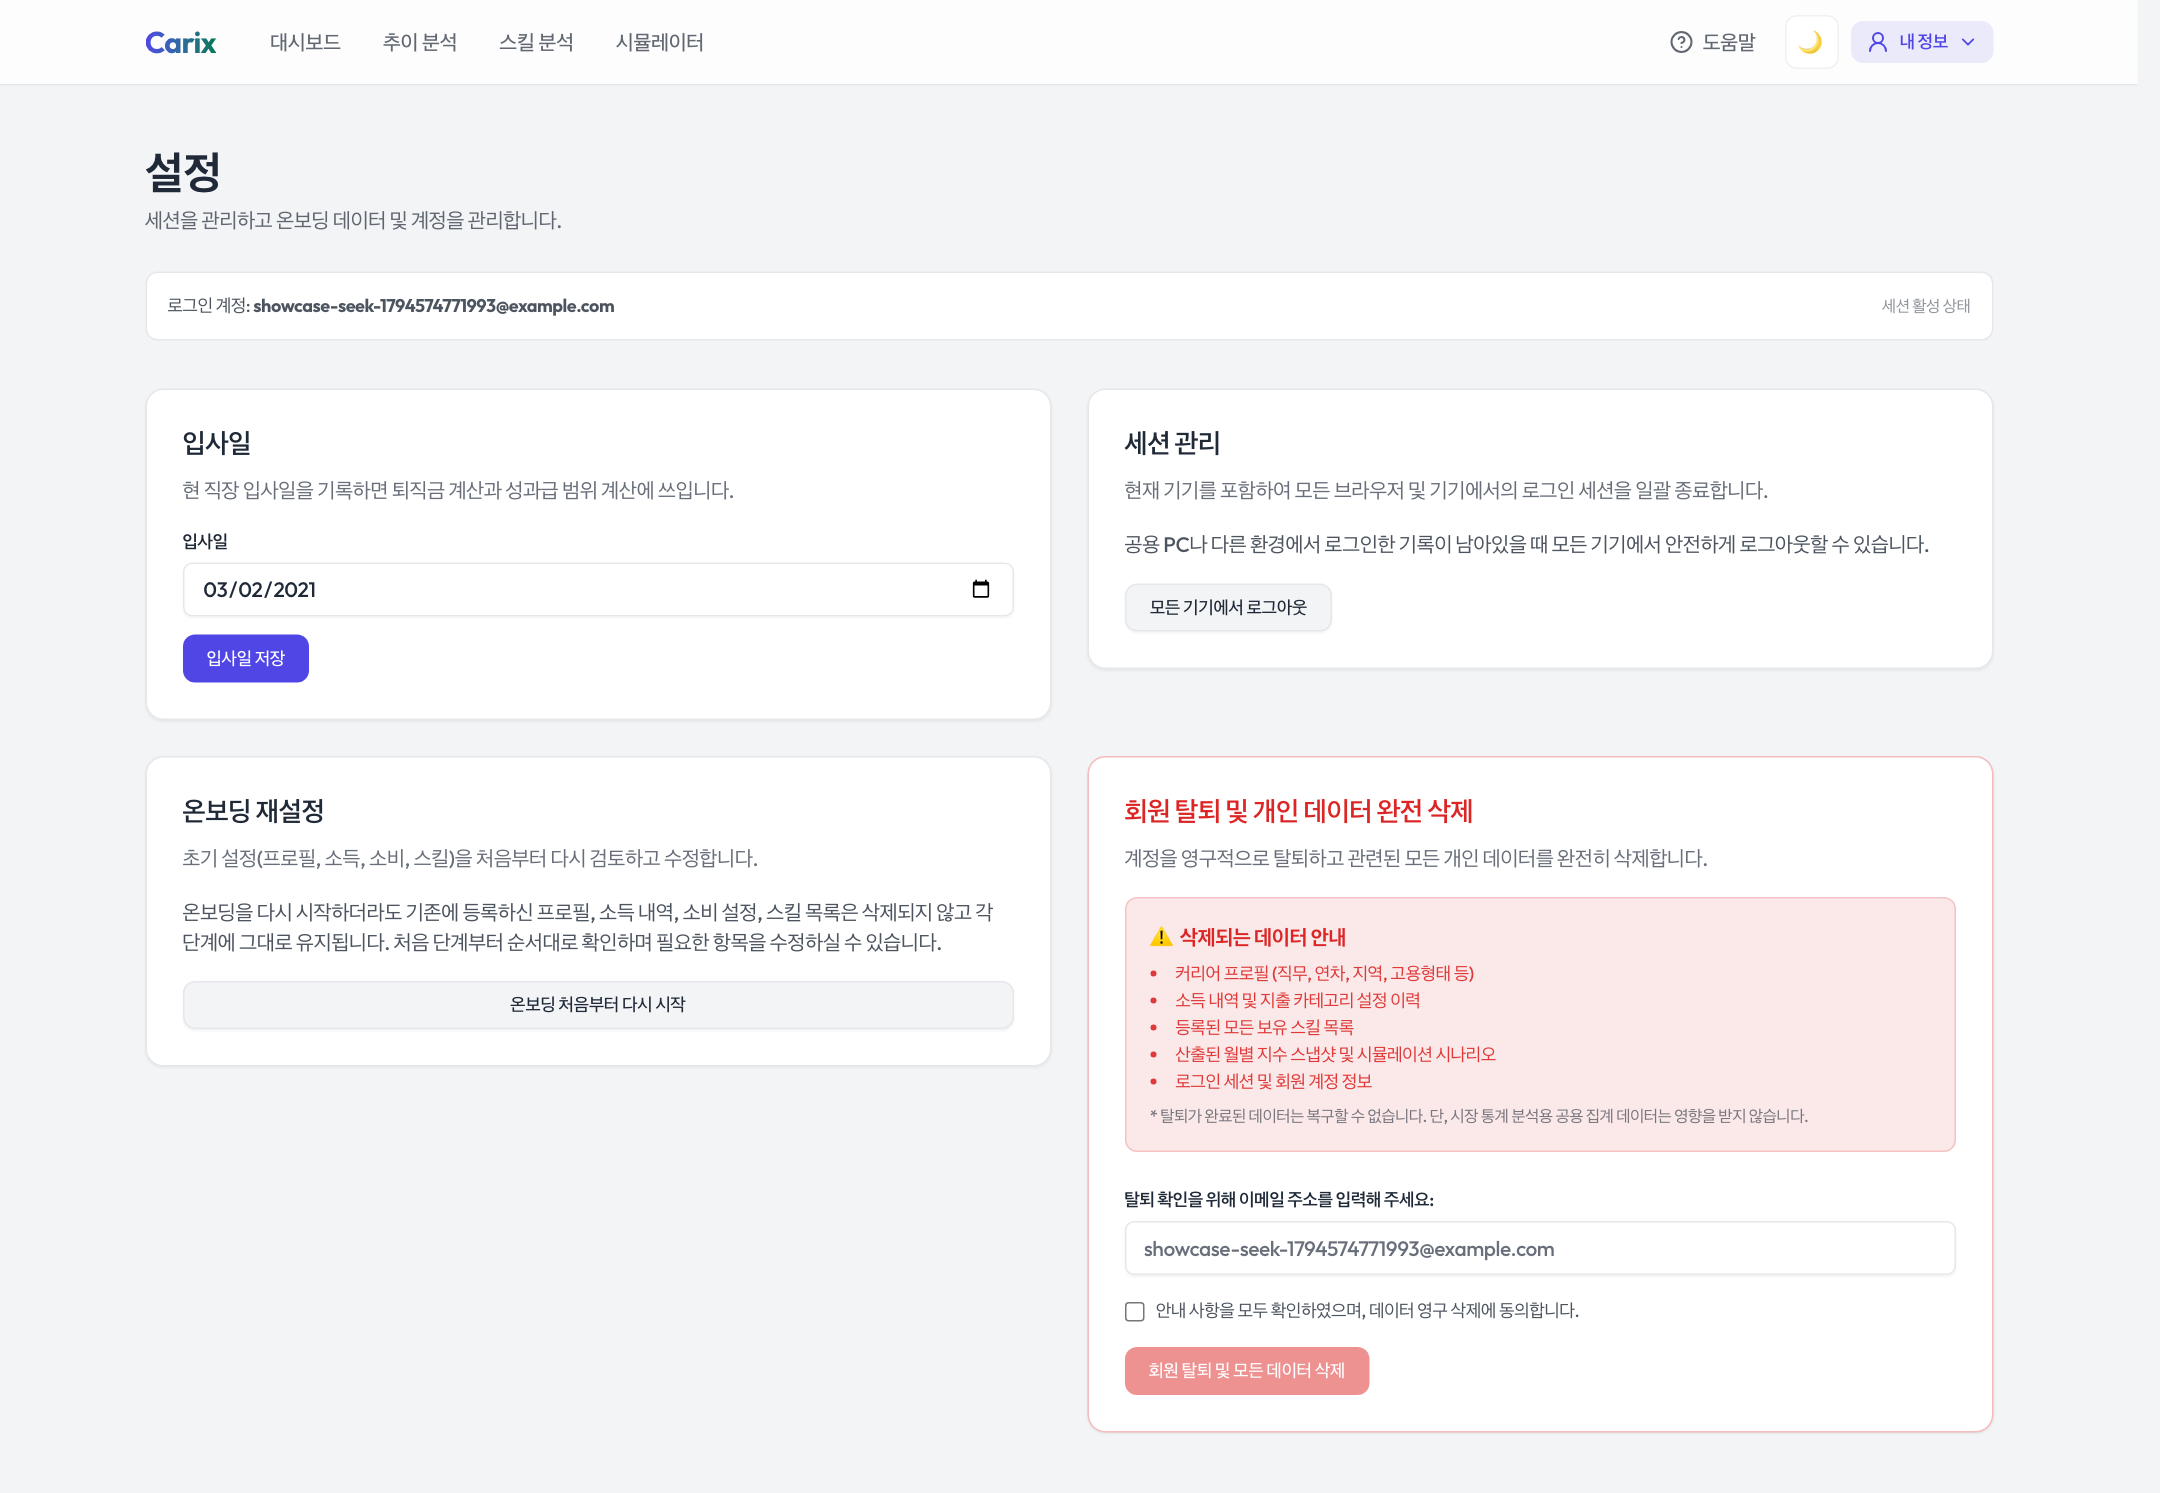 Carix
대시보드
추이 분석
스킬 분석
시뮬레이터
도움말
내 정보
설정
세션을 관리하고 온보딩 데이터 및 계정을 관리합니다.
로그인 계정: showcase-seek-1794574771993@example.com
세션 활성 상태
입사일
현 직장 입사일을 기록하면 퇴직금 계산과 성과급 범위 계산에 쓰입니다.
입사일
03/02/2021
입사일 저장
세션 관리
현재 기기를 포함하여 모든 브라우저 및 기기에서의 로그인 세션을 일괄 종료합니다.
공용 PC나 다른 환경에서 로그인한 기록이 남아있을 때 모든 기기에서 안전하게 로그아웃할 수 있습니다.
모든 기기에서 로그아웃
온보딩 재설정
초기 설정(프로필, 소득, 소비, 스킬)을 처음부터 다시 검토하고 수정합니다.
온보딩을 다시 시작하더라도 기존에 등록하신 프로필, 소득 내역, 소비 설정, 스킬 목록은 삭제되지 않고 각
단계에 그대로 유지됩니다. 처음 단계부터 순서대로 확인하며 필요한 항목을 수정하실 수 있습니다.
온보딩 처음부터 다시 시작
회원 탈퇴 및 개인 데이터 완전 삭제
계정을 영구적으로 탈퇴하고 관련된 모든 개인 데이터를 완전히 삭제합니다.
⚠️ 삭제되는 데이터 안내
• 커리어 프로필 (직무, 연차, 지역, 고용형태 등)
• 소득 내역 및 지출 카테고리 설정 이력
• 등록된 모든 보유 스킬 목록
• 산출된 월별 지수 스냅샷 및 시뮬레이션 시나리오
• 로그인 세션 및 회원 계정 정보
* 탈퇴가 완료된 데이터는 복구할 수 없습니다. 단, 시장 통계 분석용 공용 집계 데이터는 영향을 받지 않습니다.
탈퇴 확인을 위해 이메일 주소를 입력해 주세요:
showcase-seek-1794574771993@example.com
안내 사항을 모두 확인하였으며, 데이터 영구 삭제에 동의합니다.
회원 탈퇴 및 모든 데이터 삭제